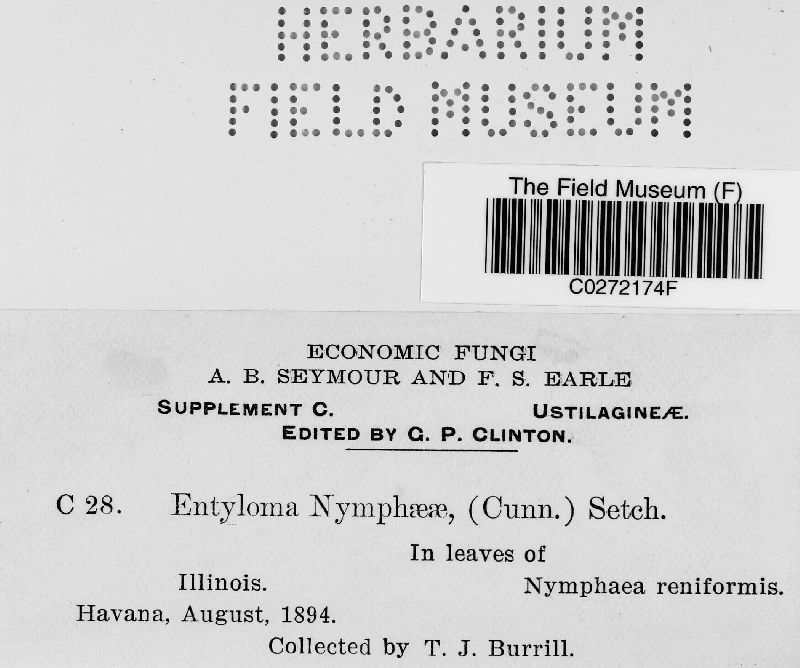 HERBARIUM
FIELD MUSEUM
The Field Museum (F)
C0272174F
ECONOMIC FUNGI
A. B. SEYMOUR AND F. S. EARLE
SUPPLEMENT C. USTILAGINEÆ.
EDITED BY G. P. CLINTON.
C 28. Entyloma Nymphææ, (Cunn.) Setch.
In leaves of
Illinois. Nymphaea reniformis.
Havana, August, 1894.
Collected by T. J. Burrill.